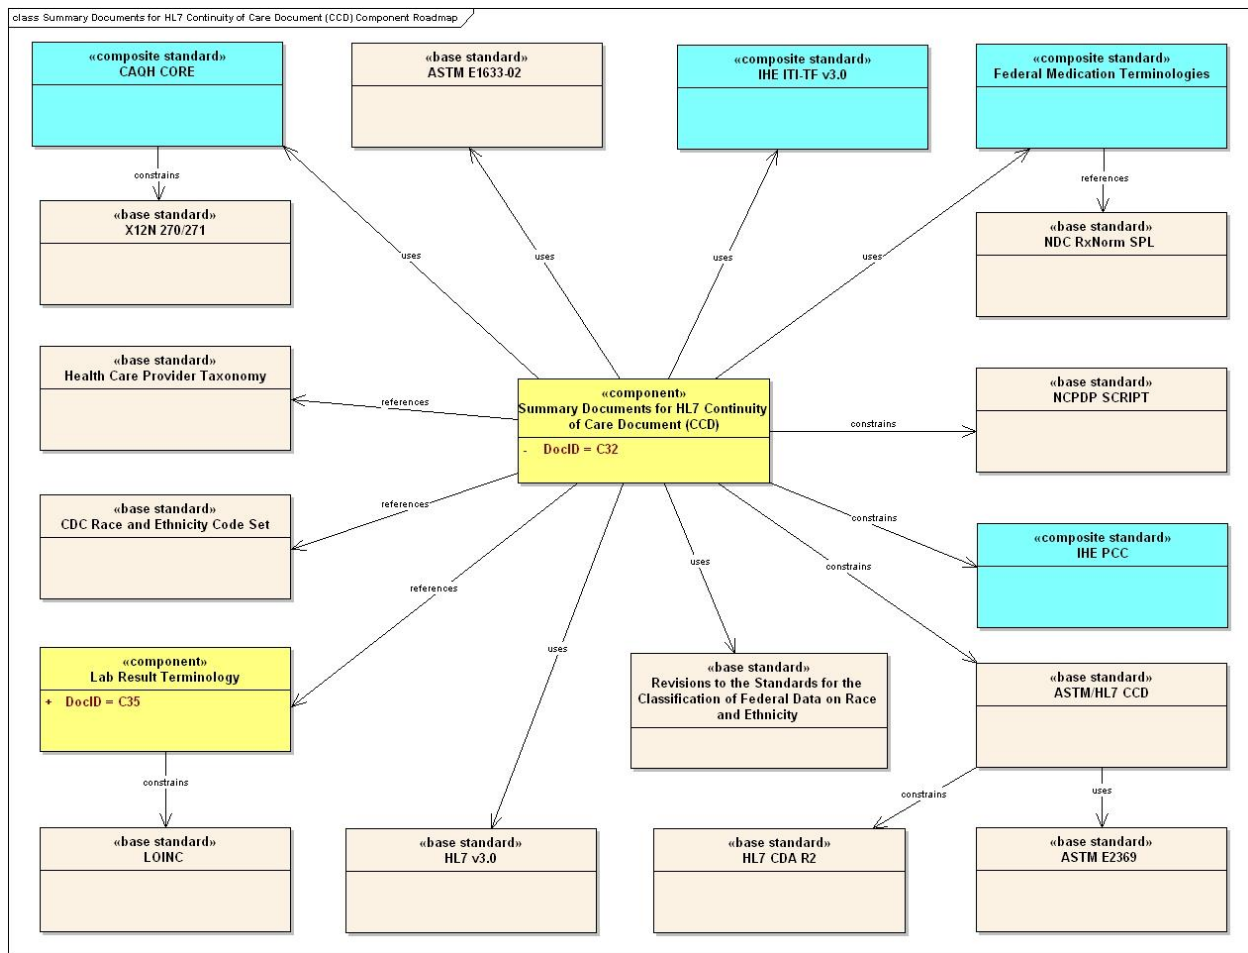 class Summary Documents for HL7 Continuity of Care Document (CCD) Component Roadmap
«composite standard»
CAQH CORE
«base standard»
ASTM E1633-02
«composite standard»
IHE ITI-TF v3.0
«composite standard»
Federal Medication Terminologies
constrains
references
«base standard»
X12N 270/271
«base standard»
NDC RxNorm SPL
uses
uses
uses
uses
«base standard»
Health Care Provider Taxonomy
references
«component»
Summary Documents for HL7 Continuity
of Care Document (CCD)
- DocID = C32
constrains
«base standard»
NCPDP SCRIPT
«base standard»
CDC Race and Ethnicity Code Set
references
references
uses
uses
constrains
constrains
«composite standard»
IHE PCC
«component»
Lab Result Terminology
+ DocID = C35
«base standard»
Revisions to the Standards for the
Classification of Federal Data on Race
and Ethnicity
«base standard»
ASTM/HL7 CCD
constrains
constrains
uses
«base standard»
LOINC
«base standard»
HL7 v3.0
«base standard»
HL7 CDA R2
«base standard»
ASTM E2369